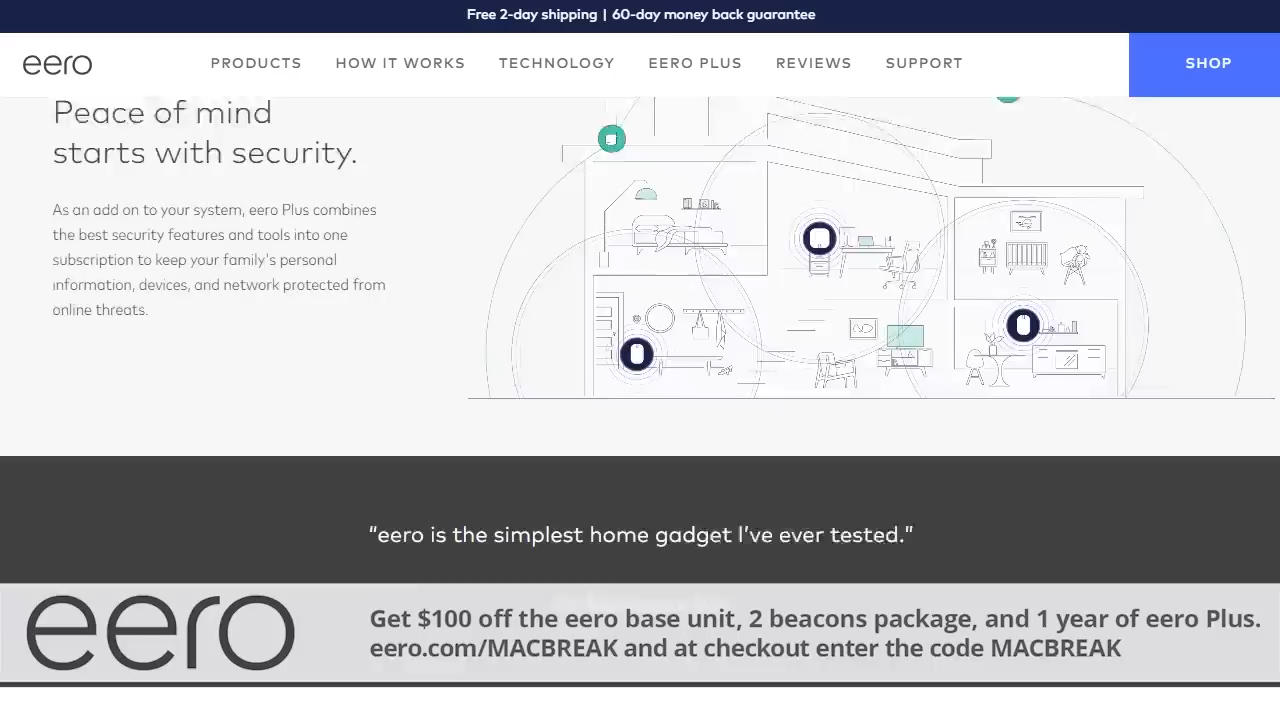 Free 2-day shipping | 60-day money back guarantee
eero PRODUCTS HOW IT WORKS TECHNOLOGY EERO PLUS REVIEWS SUPPORT SHOP
Peace of mind
starts with security.
As an add on to your system, eero Plus combines
the best security features and tools into one
subscription to keep your family's personal
information, devices, and network protected from
online threats.
“eero is the simplest home gadget I’ve ever tested.”
eero
Get $100 off the eero base unit, 2 beacons package, and 1 year of eero Plus.
eero.com/MACBREAK and at checkout enter the code MACBREAK